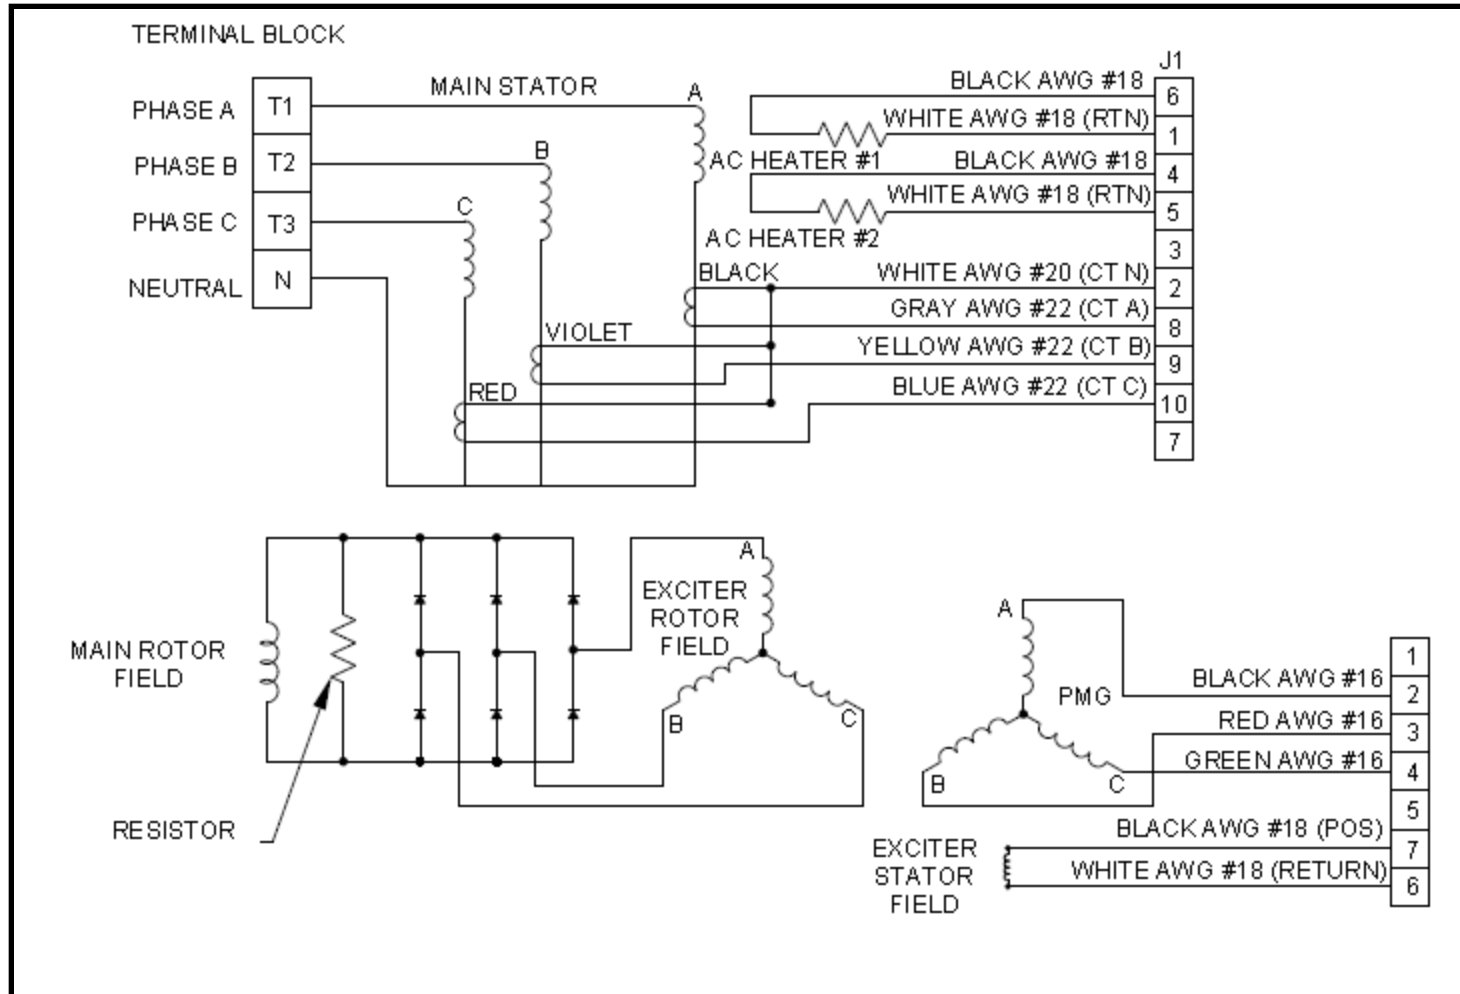 TERMINAL BLOCK
PHASE A
T1
PHASE B
T2
PHASE C
T3
NEUTRAL
N
MAIN STATOR
A
B
C
J1
BLACK AWG #18
6
WHITE AWG #18 (RTN)
1
AC HEATER #1
BLACK AWG #18
4
WHITE AWG #18 (RTN)
5
AC HEATER #2
3
BLACK
WHITE AWG #20 (CT N)
2
GRAY AWG #22 (CT A)
8
VIOLET
YELLOW AWG #22 (CT B)
9
RED
BLUE AWG #22 (CT C)
10
7
MAIN ROTOR
FIELD
RESISTOR
EXCITER
ROTOR
FIELD
A
B
C
A
B
C
PMG
1
BLACK AWG #16
2
RED AWG #16
3
GREEN AWG #16
4
5
BLACK AWG #18 (POS)
7
WHITE AWG #18 (RETURN)
6
EXCITER
STATOR
FIELD